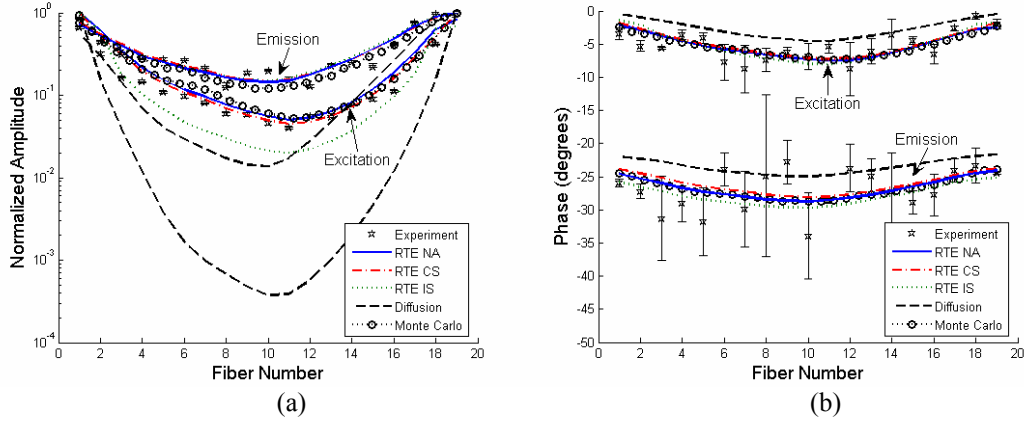 10⁰
10⁻¹
10⁻²
10⁻³
10⁻⁴
Normalized Amplitude
Emission
Excitation
Experiment
RTE NA
RTE CS
RTE IS
Diffusion
Monte Carlo
0 2 4 6 8 10 12 14 16 18 20
Fiber Number
(a)
0
-5
-10
-15
-20
-25
-30
-35
-40
-45
-50
Phase (degrees)
Excitation
Emission
Experiment
RTE NA
RTE CS
RTE IS
Diffusion
Monte Carlo
0 2 4 6 8 10 12 14 16 18 20
Fiber Number
(b)